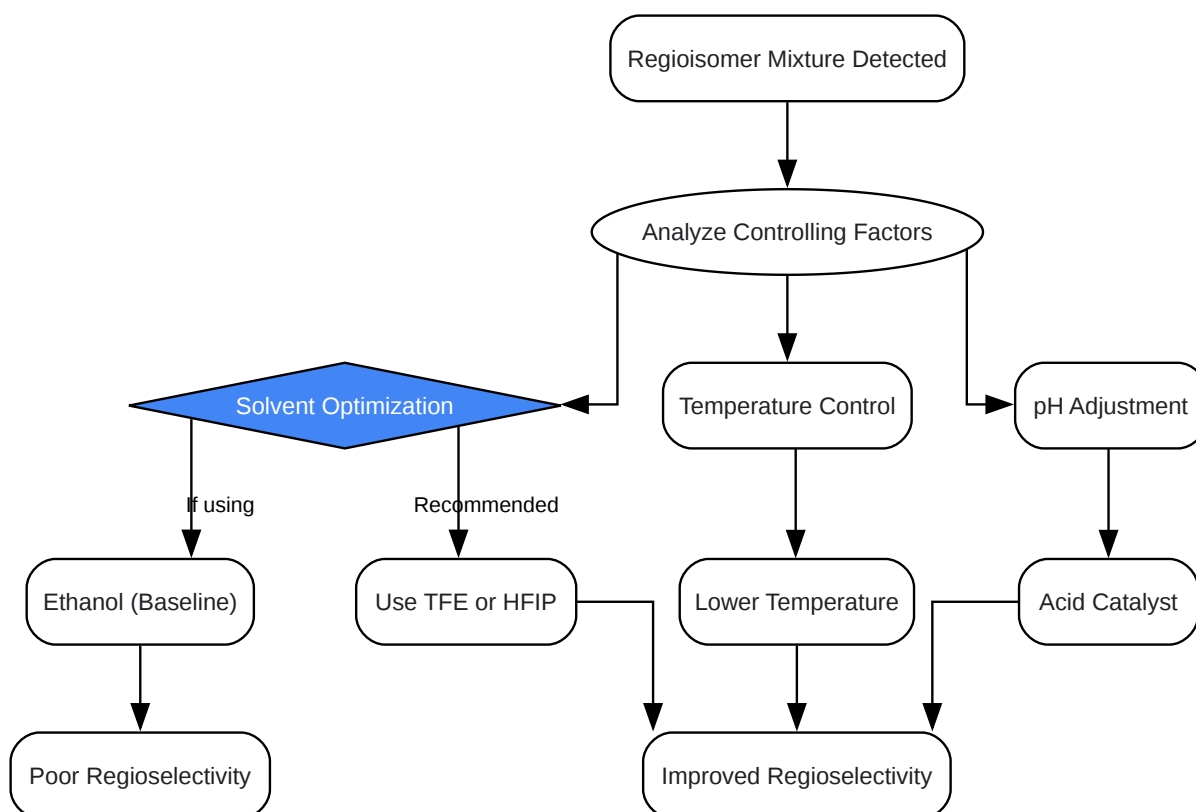 Regioisomer Mixture Detected
Analyze Controlling Factors
Solvent Optimization
Temperature Control
pH Adjustment
If using
Recommended
Ethanol (Baseline)
Use TFE or HFIP
Lower Temperature
Acid Catalyst
Poor Regioselectivity
Improved Regioselectivity